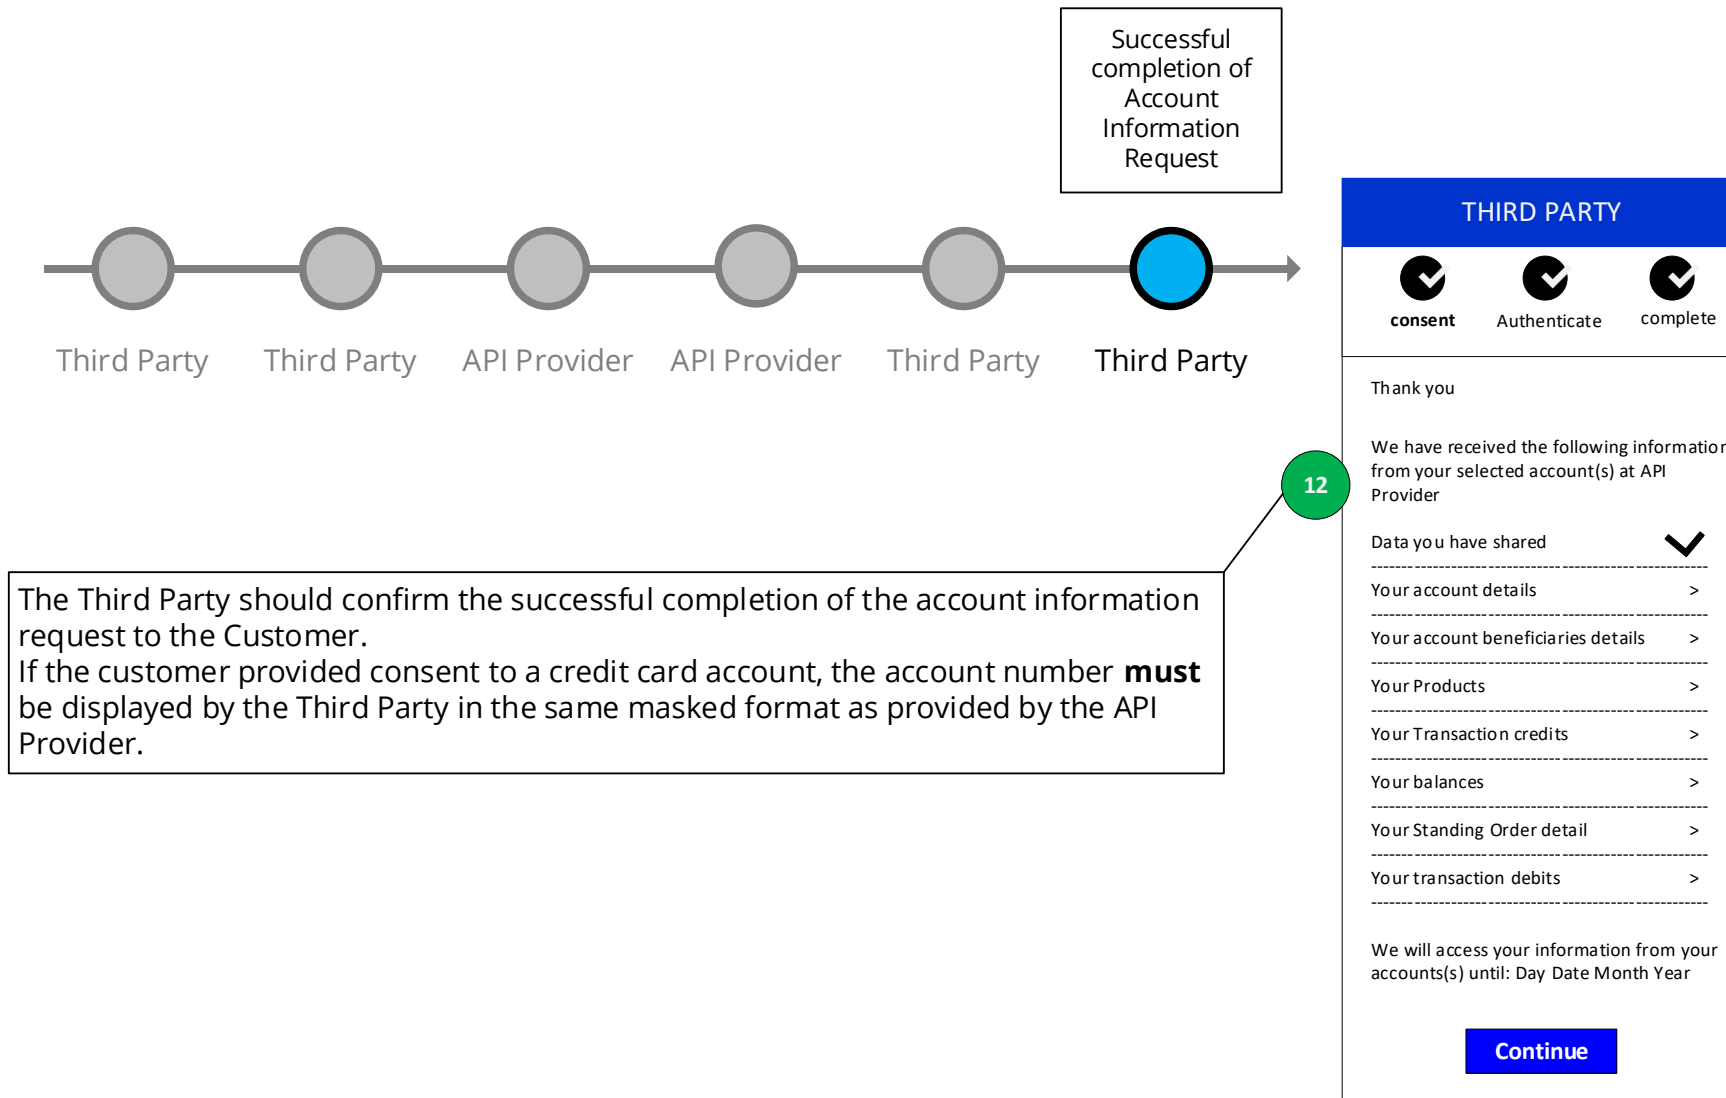 Successful
completion of
Account
Information
Request
Third Party
Third Party
API Provider
API Provider
Third Party
Third Party
THIRD PARTY
consent
Authenticate
complete
Thank you
We have received the following information
from your selected account(s) at API
Provider
12
Data you have shared
Your account details >
Your account beneficiaries details >
Your Products >
Your Transaction credits >
Your balances >
Your Standing Order detail >
Your transaction debits >
We will access your information from your
accounts(s) until: Day Date Month Year
Continue
The Third Party should confirm the successful completion of the account information
request to the Customer.
If the customer provided consent to a credit card account, the account number must
be displayed by the Third Party in the same masked format as provided by the API
Provider.